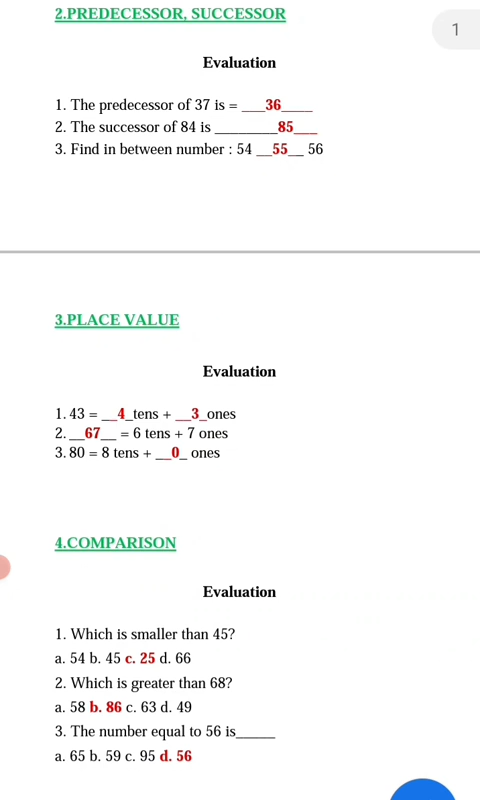 2.PREDECESSOR, SUCCESSOR
1
Evaluation
1. The predecessor of 37 is = ___36____
2. The successor of 84 is ________85___
3. Find in between number : 54 __55__ 56
3.PLACE VALUE
Evaluation
1. 43 = __4_tens + __3_ones
2. __67__ = 6 tens + 7 ones
3. 80 = 8 tens + __0_ ones
4.COMPARISON
Evaluation
1. Which is smaller than 45?
a. 54 b. 45 c. 25 d. 66
2. Which is greater than 68?
a. 58 b. 86 c. 63 d. 49
3. The number equal to 56 is_____
a. 65 b. 59 c. 95 d. 56